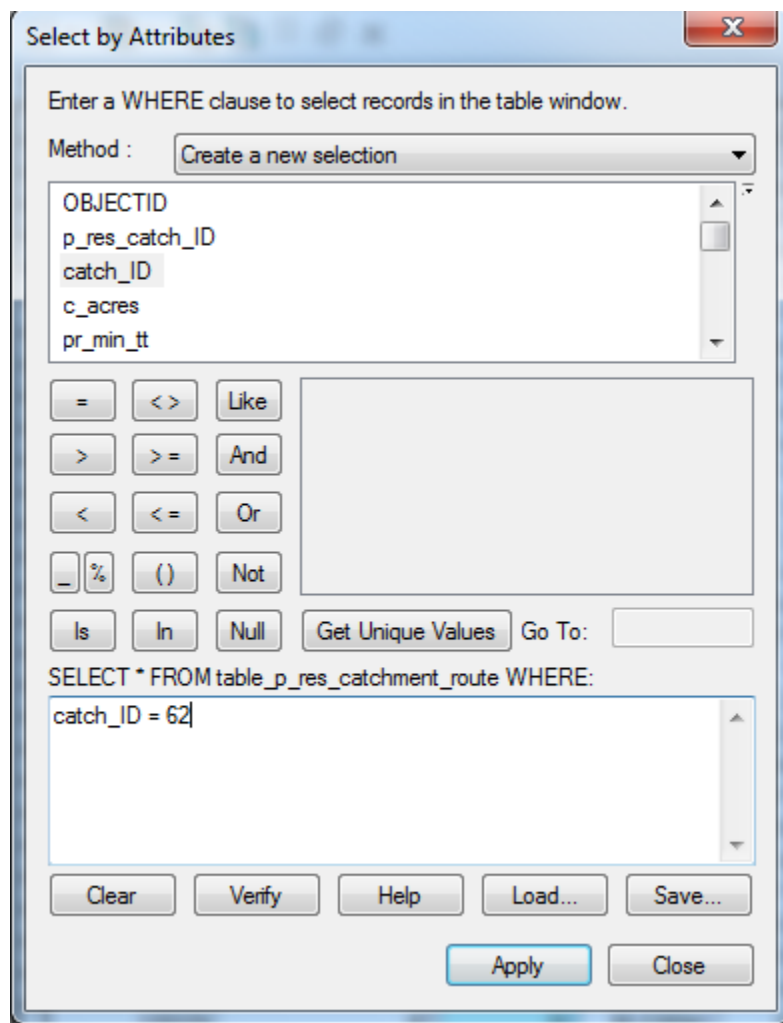 Select by Attributes
Enter a WHERE clause to select records in the table window.
Method : Create a new selection
OBJECTID
p_res_catch_ID
catch_ID
c_acres
pr_min_tt
= < > Like
> > = And
< < = Or
_ % () Not
Is In Null Get Unique Values Go To:
SELECT * FROM table_p_res_catchment_route WHERE:
catch_ID = 62
Clear Verify Help Load... Save...
Apply Close